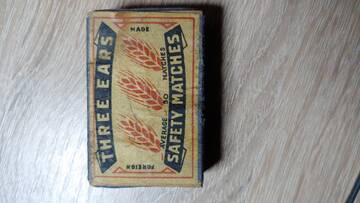 THREE EARS
FOREIGN MADE
AVERAGE 50 MATCHES
SAFETY MATCHES